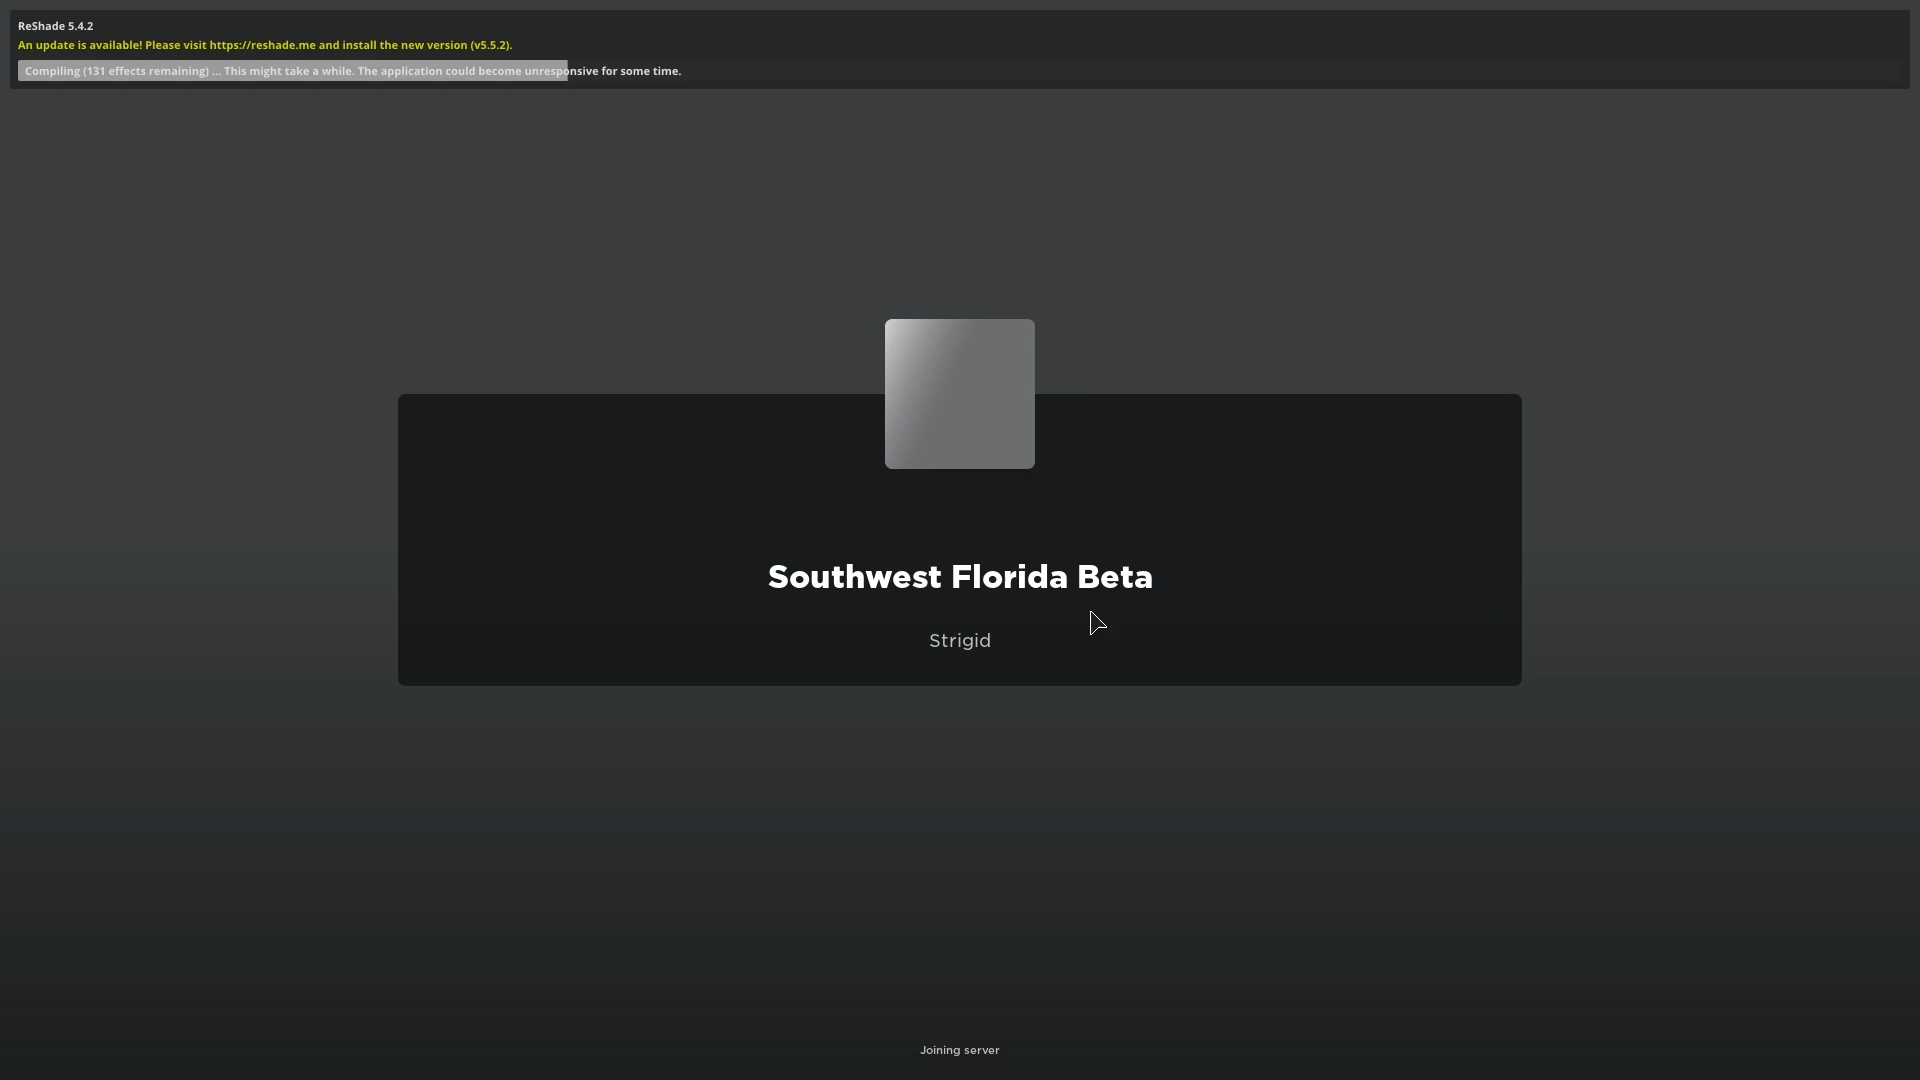 ReShade 5.4.2
An update is available! Please visit https://reshade.me and install the new version (v5.5.2).
Compiling (131 effects remaining) ... This might take a while. The application could become unresponsive for some time.
Southwest Florida Beta
Strigid
Joining server